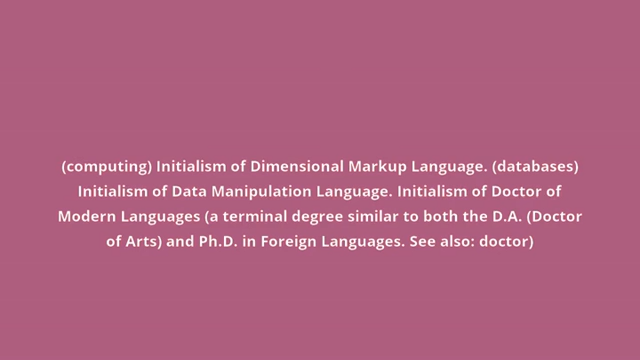 (computing) Initialism of Dimensional Markup Language. (databases)
Initialism of Data Manipulation Language. Initialism of Doctor of
Modern Languages (a terminal degree similar to both the D.A. (Doctor
of Arts) and Ph.D. in Foreign Languages. See also: doctor)